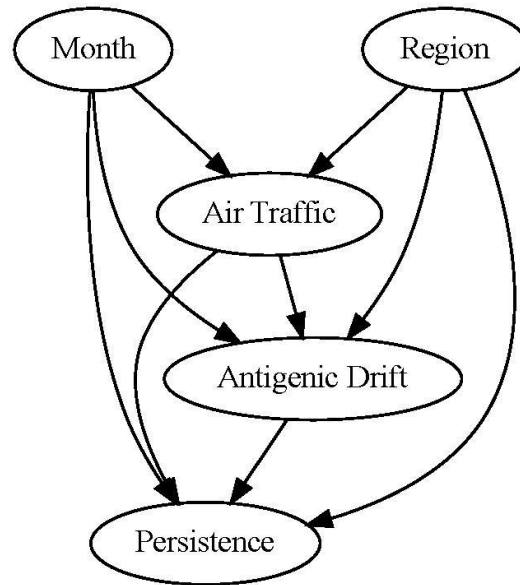 Month
Region
Air Traffic
Antigenic Drift
Persistence